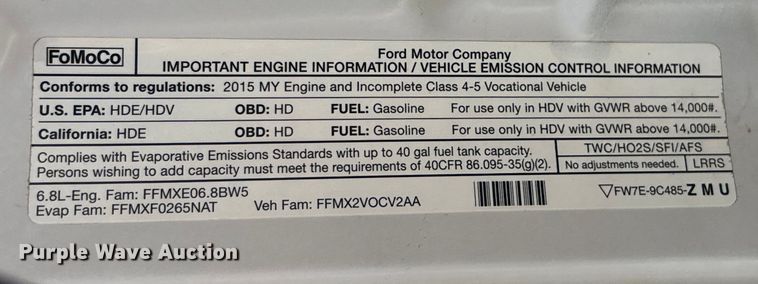 FoMoCo
Ford Motor Company
IMPORTANT ENGINE INFORMATION / VEHICLE EMISSION CONTROL INFORMATION
Conforms to regulations: 2015 MY Engine and Incomplete Class 4-5 Vocational Vehicle
U.S. EPA: HDE/HDV OBD: HD FUEL: Gasoline For use only in HDV with GVWR above 14,000#.
California: HDE OBD: HD FUEL: Gasoline For use only in HDV with GVWR above 14,000#.
Complies with Evaporative Emissions Standards with up to 40 gal fuel tank capacity.
Persons wishing to add capacity must meet the requirements of 40CFR 86.095-35(g)(2).
TWC/HO2S/SFI/AFS
No adjustments needed. LRRS
6.8L-Eng. Fam: FFMXE06.8BW5
Evap Fam: FFMXF0265NAT Veh Fam: FFMX2VOCV2AA
▽FW7E-9C485-Z M U
Purple Wave Auction